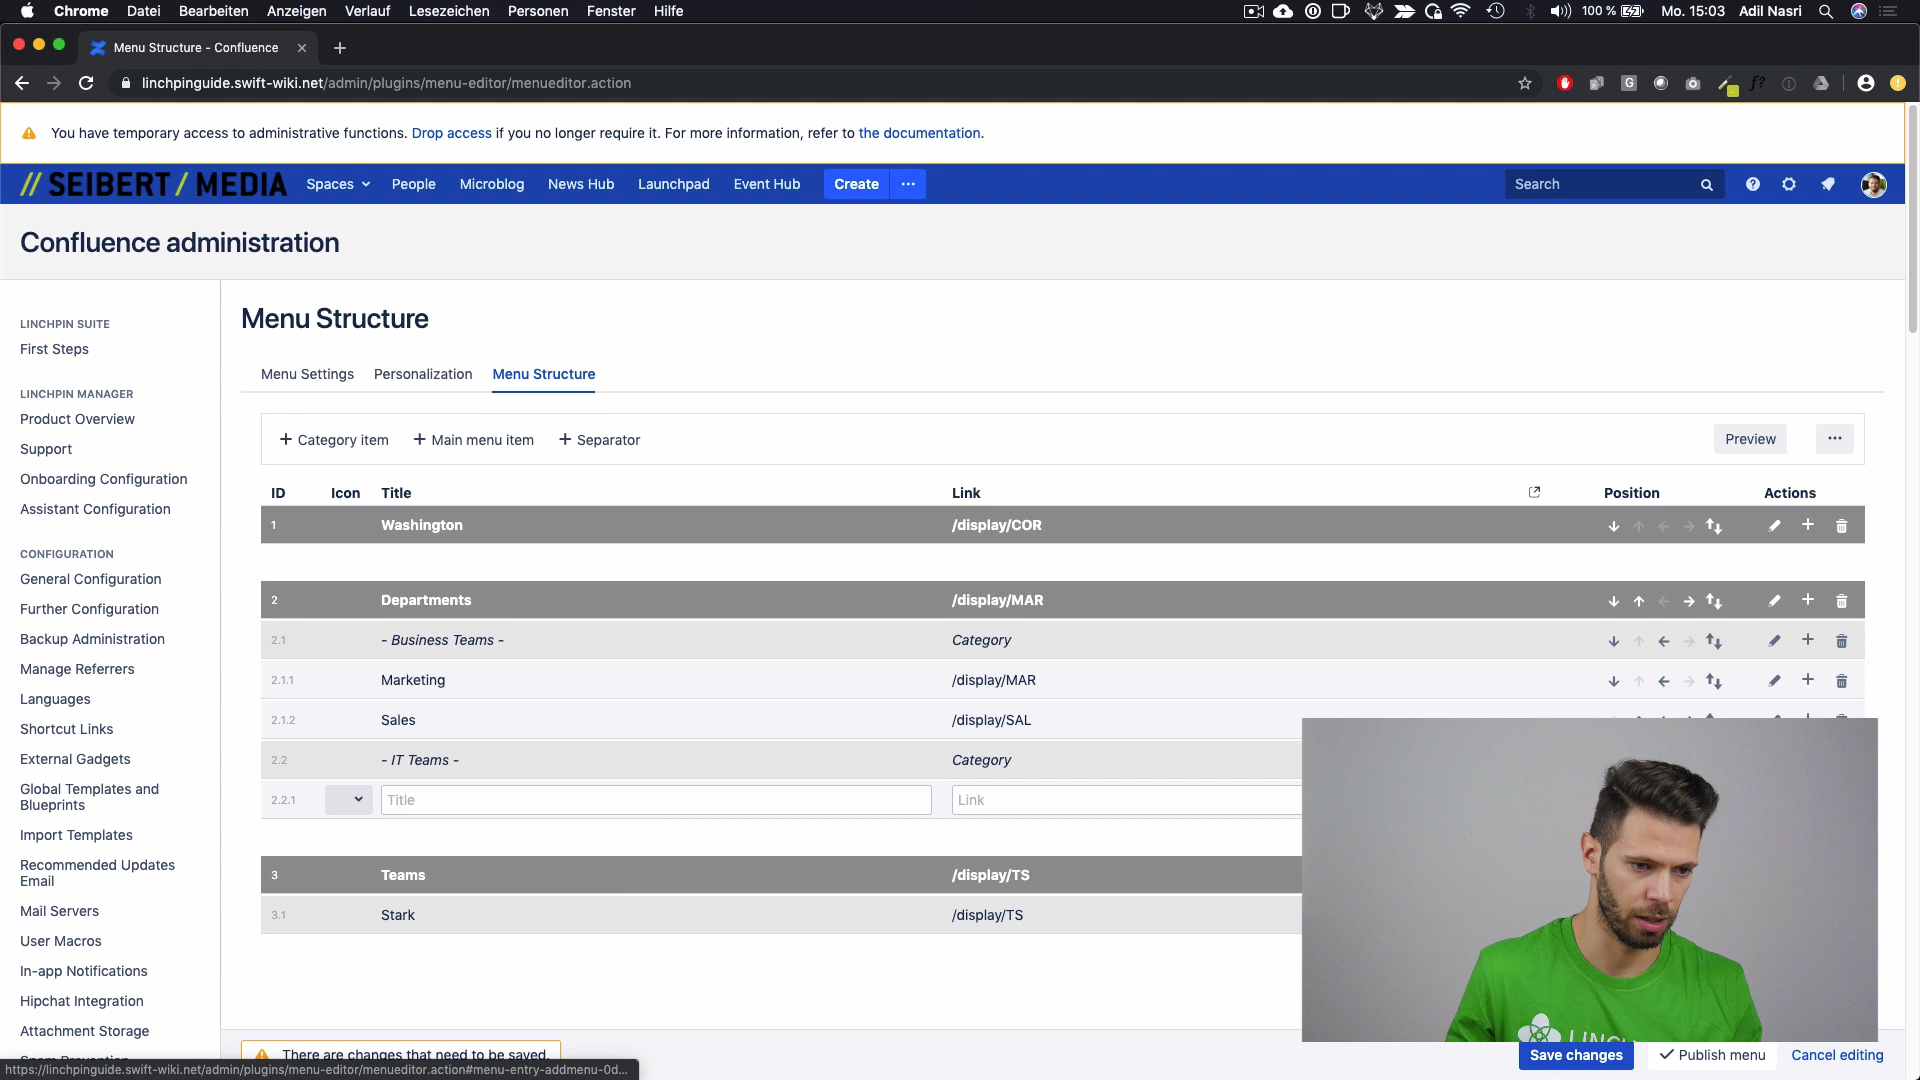 Chrome Datei Bearbeiten Anzeigen Verlauf Lesezeichen Personen Fenster Hilfe 100 % Mo. 15:03 Adil Nasri
Menu Structure - Confluence
linchpinguide.swift-wiki.net/admin/plugins/menu-editor/menueditor.action
You have temporary access to administrative functions. Drop access if you no longer require it. For more information, refer to the documentation.
// SEIBERT / MEDIA Spaces People Microblog News Hub Launchpad Event Hub Create ··· Search
Confluence administration
LINCHPIN SUITE
First Steps
LINCHPIN MANAGER
Product Overview
Support
Onboarding Configuration
Assistant Configuration
CONFIGURATION
General Configuration
Further Configuration
Backup Administration
Manage Referrers
Languages
Shortcut Links
External Gadgets
Global Templates and
Blueprints
Import Templates
Recommended Updates
Email
Mail Servers
User Macros
In-app Notifications
Hipchat Integration
Attachment Storage
Menu Structure
Menu Settings Personalization Menu Structure
+ Category item + Main menu item + Separator Preview ···
ID Icon Title Link Position Actions
1 Washington /display/COR
2 Departments /display/MAR
2.1 - Business Teams - Category
2.1.1 Marketing /display/MAR
2.1.2 Sales /display/SAL
2.2 - IT Teams - Category
2.2.1 Title Link
3 Teams /display/TS
3.1 Stark /display/TS
There are changes that need to be saved.
Save changes Publish menu Cancel editing
https://linchpinguide.swift-wiki.net/admin/plugins/menu-editor/menueditor.action#menu-entry-addmenu-0d...